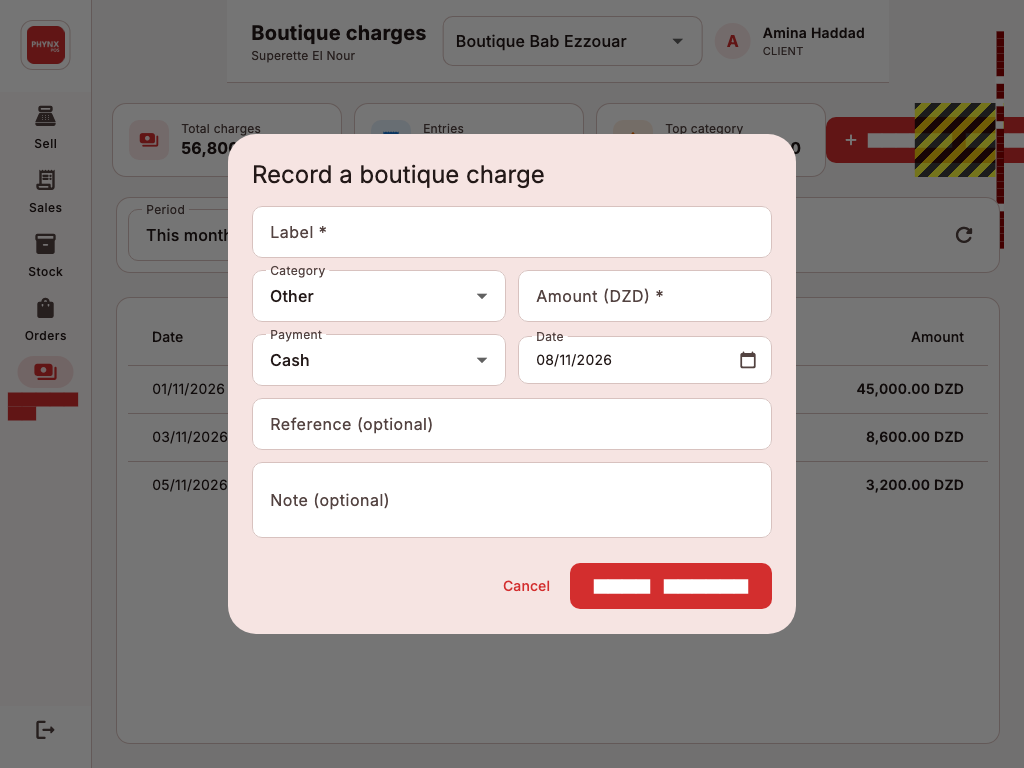 PHYNX
POS
Boutique charges
Superette El Nour
Boutique Bab Ezzouar
A
Amina Haddad
CLIENT
Sell
Sales
Stock
Orders
Total charges
56,80
Entries
Top category
0
+
Period
This month
Date
Amount
01/11/2026
45,000.00 DZD
03/11/2026
8,600.00 DZD
05/11/2026
3,200.00 DZD
Record a boutique charge
Label *
Category
Other
Amount (DZD) *
Payment
Cash
Date
08/11/2026
Reference (optional)
Note (optional)
Cancel